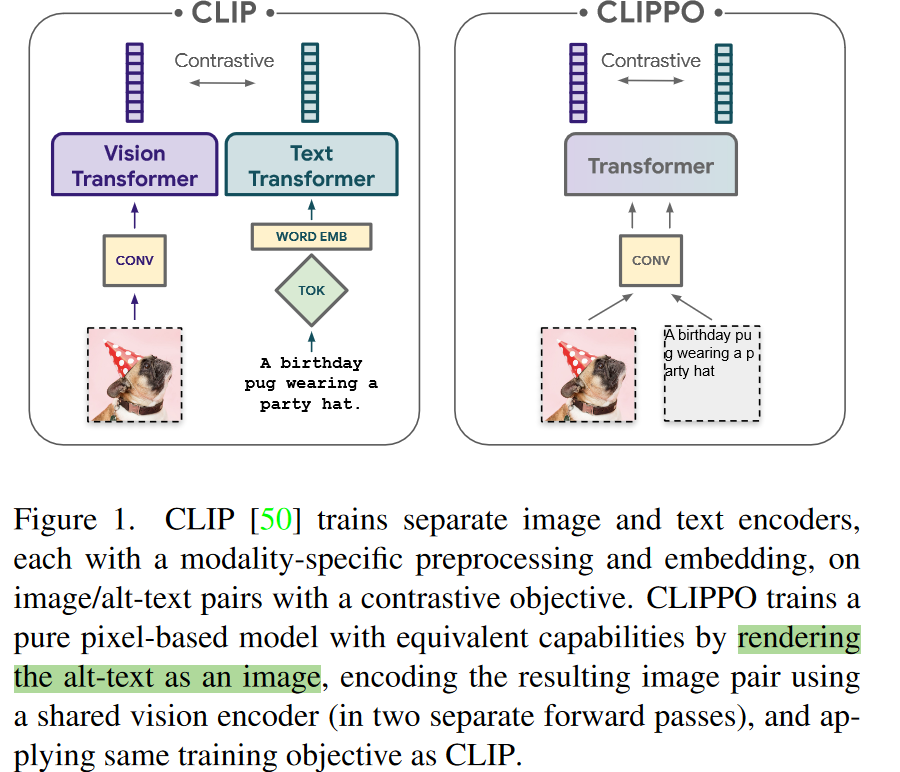 • CLIP •
Contrastive
Vision
Transformer
Text
Transformer
WORD EMB
CONV
TOK
A birthday
pug wearing a
party hat.
• CLIPPO •
Contrastive
Transformer
CONV
A birthday pu
g wearing a p
arty hat
Figure 1. CLIP [50] trains separate image and text encoders,
each with a modality-specific preprocessing and embedding, on
image/alt-text pairs with a contrastive objective. CLIPPO trains a
pure pixel-based model with equivalent capabilities by rendering
the alt-text as an image, encoding the resulting image pair using
a shared vision encoder (in two separate forward passes), and ap-
plying same training objective as CLIP.